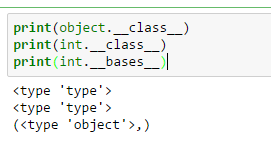 print(object.__class__)
print(int.__class__)
print(int.__bases__)
<type 'type'>
<type 'type'>
(<type 'object'>,)